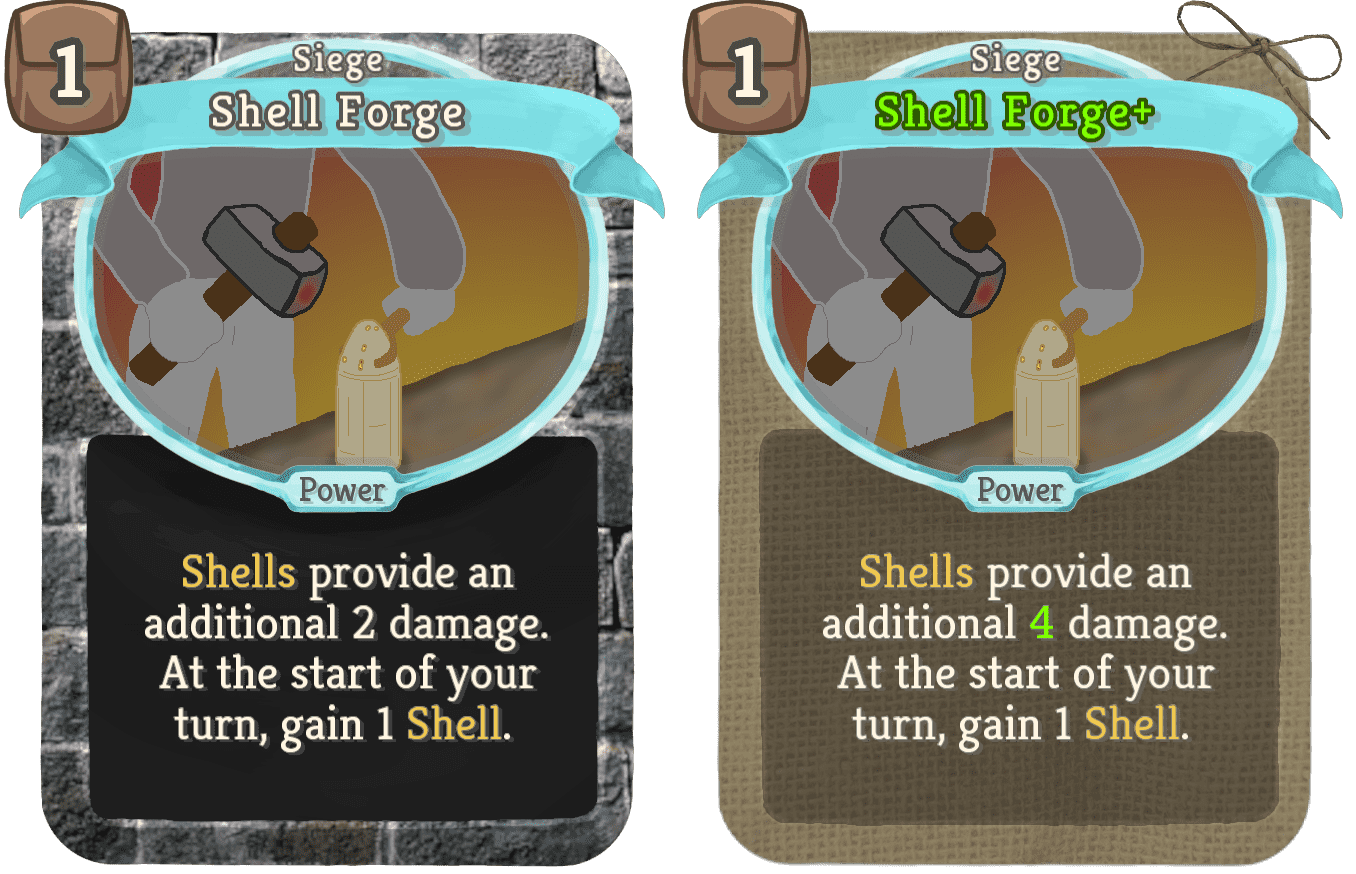 1
Siege
Shell Forge
Power
Shells provide an
additional 2 damage.
At the start of your
turn, gain 1 Shell.
1
Siege
Shell Forge+
Power
Shells provide an
additional 4 damage.
At the start of your
turn, gain 1 Shell.